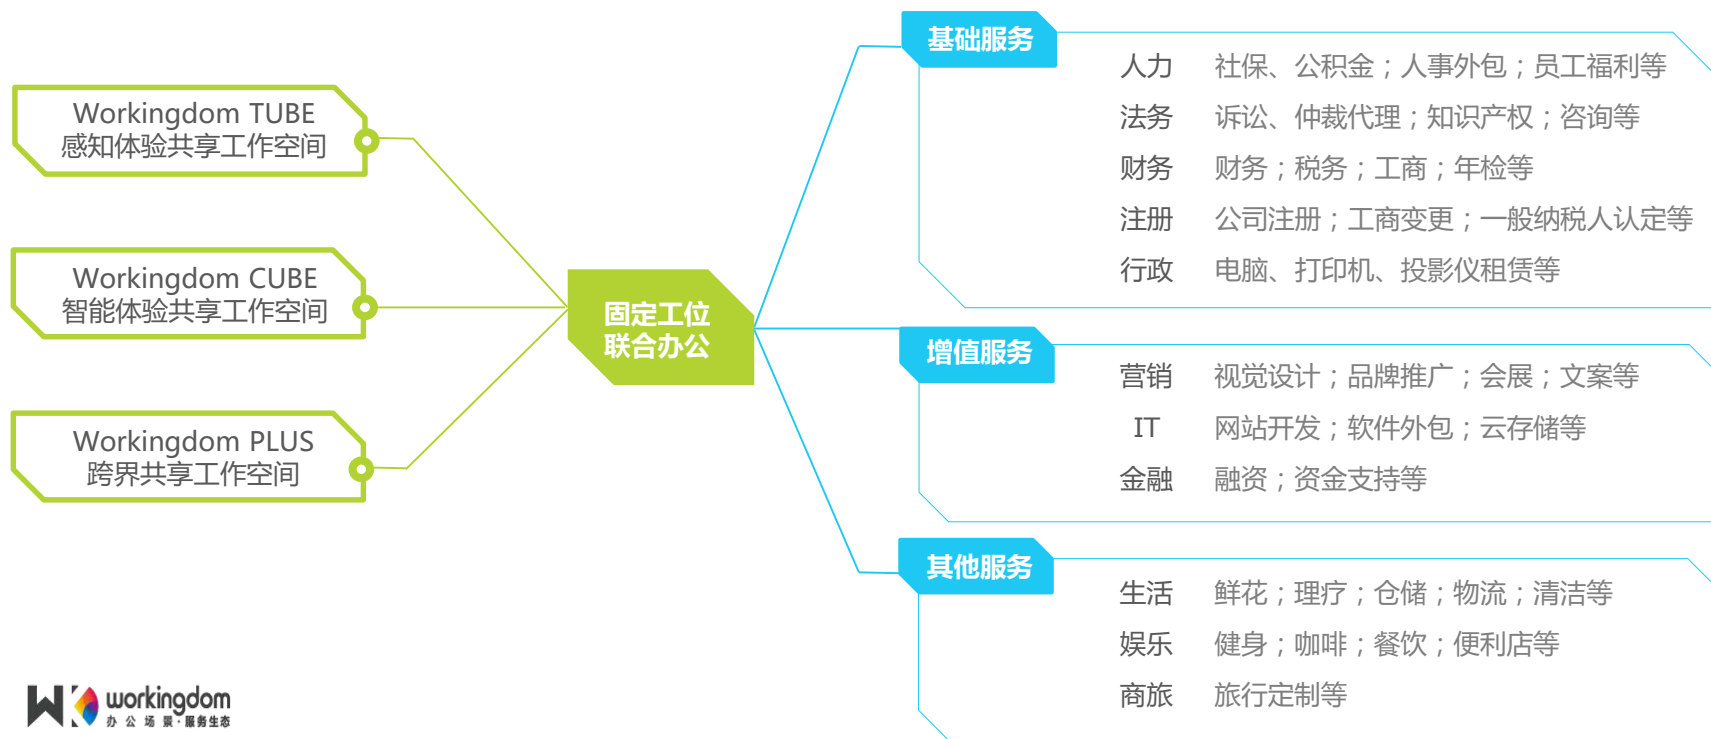 Workingdom TUBE
感知体验共享工作空间
Workingdom CUBE
智能体验共享工作空间
Workingdom PLUS
跨界共享工作空间
固定工位
联合办公
基础服务
人力 社保、公积金；人事外包；员工福利等
法务 诉讼、仲裁代理；知识产权；咨询等
财务 财务；税务；工商；年检等
注册 公司注册；工商变更；一般纳税人认定等
行政 电脑、打印机、投影仪租赁等
增值服务
营销 视觉设计；品牌推广；会展；文案等
IT 网站开发；软件外包；云存储等
金融 融资；资金支持等
其他服务
生活 鲜花；理疗；仓储；物流；清洁等
娱乐 健身；咖啡；餐饮；便利店等
商旅 旅行定制等
workingdom
办公场景·服务生态